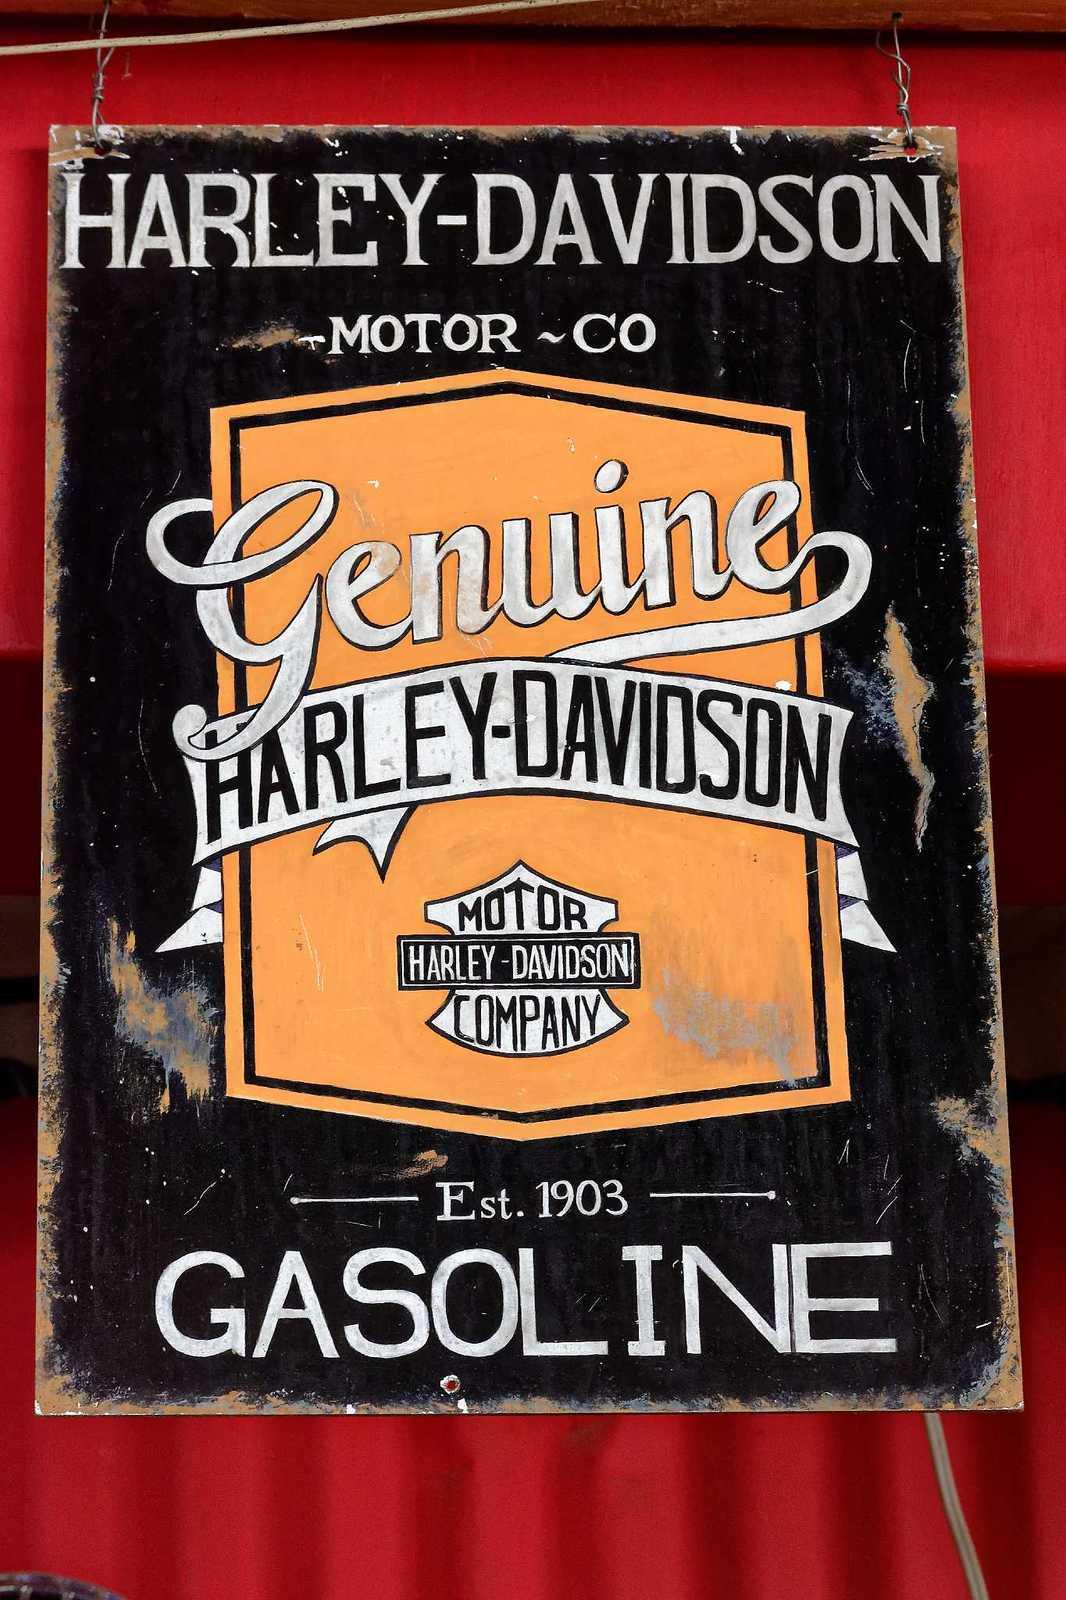 HARLEY-DAVIDSON
-MOTOR ~CO
Genuine
HARLEY-DAVIDSON
MOTOR
HARLEY-DAVIDSON
COMPANY
Est. 1903
GASOLINE